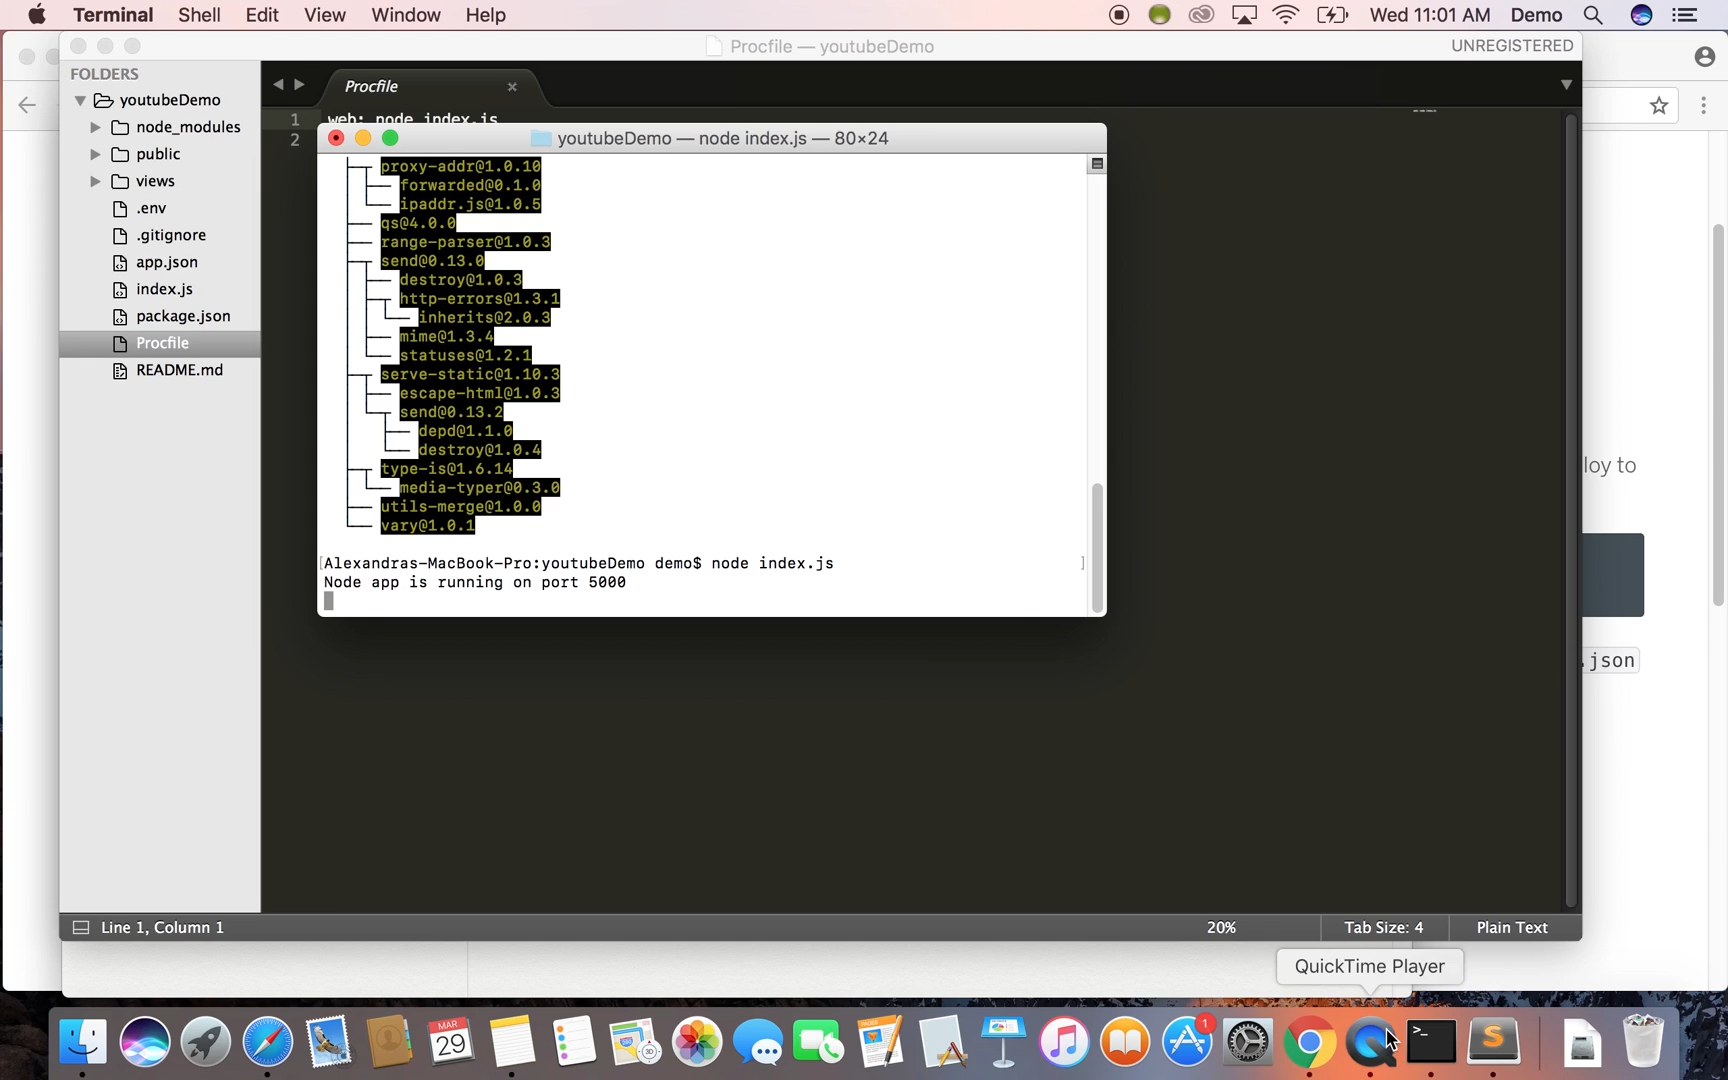 Terminal Shell Edit View Window Help Wed 11:01 AM Demo
Procfile — youtubeDemo UNREGISTERED
FOLDERS
youtubeDemo
node_modules
public
views
.env
.gitignore
app.json
index.js
package.json
Procfile
README.md
Procfile
1 web: node index.js
2
youtubeDemo — node index.js — 80×24
proxy-addr@1.0.10
forwarded@0.1.0
ipaddr.js@1.0.5
qs@4.0.0
range-parser@1.0.3
send@0.13.0
destroy@1.0.3
http-errors@1.3.1
inherits@2.0.3
mime@1.3.4
statuses@1.2.1
serve-static@1.10.3
escape-html@1.0.3
send@0.13.2
depd@1.1.0
destroy@1.0.4
type-is@1.6.14
media-typer@0.3.0
utils-merge@1.0.0
vary@1.0.1
[Alexandras-MacBook-Pro:youtubeDemo demo$ node index.js ]
Node app is running on port 5000
loy to
.json
Line 1, Column 1 20% Tab Size: 4 Plain Text
QuickTime Player
MAR
29
3D
PAGES
1
>_
S